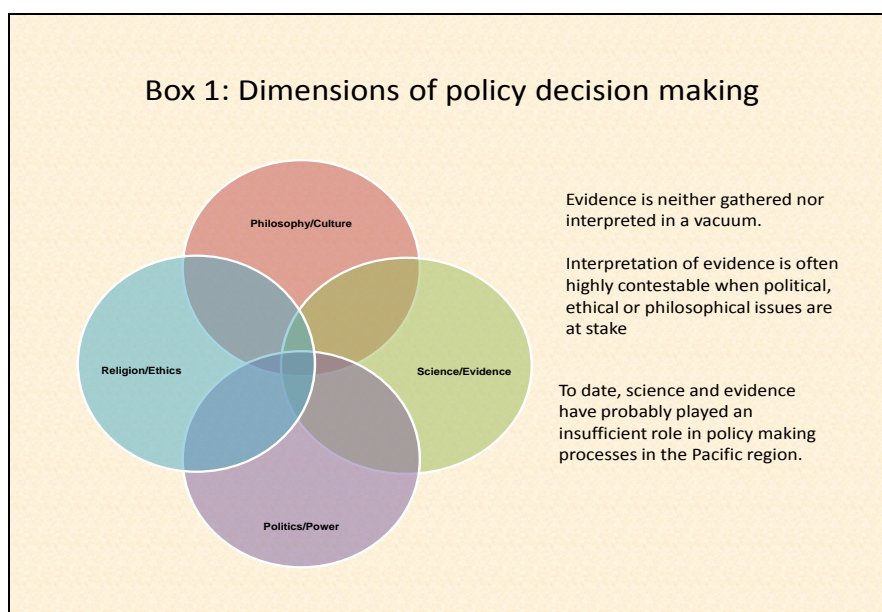 Box 1: Dimensions of policy decision making
Philosophy/Culture
Religion/Ethics
Science/Evidence
Politics/Power
Evidence is neither gathered nor
interpreted in a vacuum.
Interpretation of evidence is often
highly contestable when political,
ethical or philosophical issues are
at stake
To date, science and evidence
have probably played an
insufficient role in policy making
processes in the Pacific region.